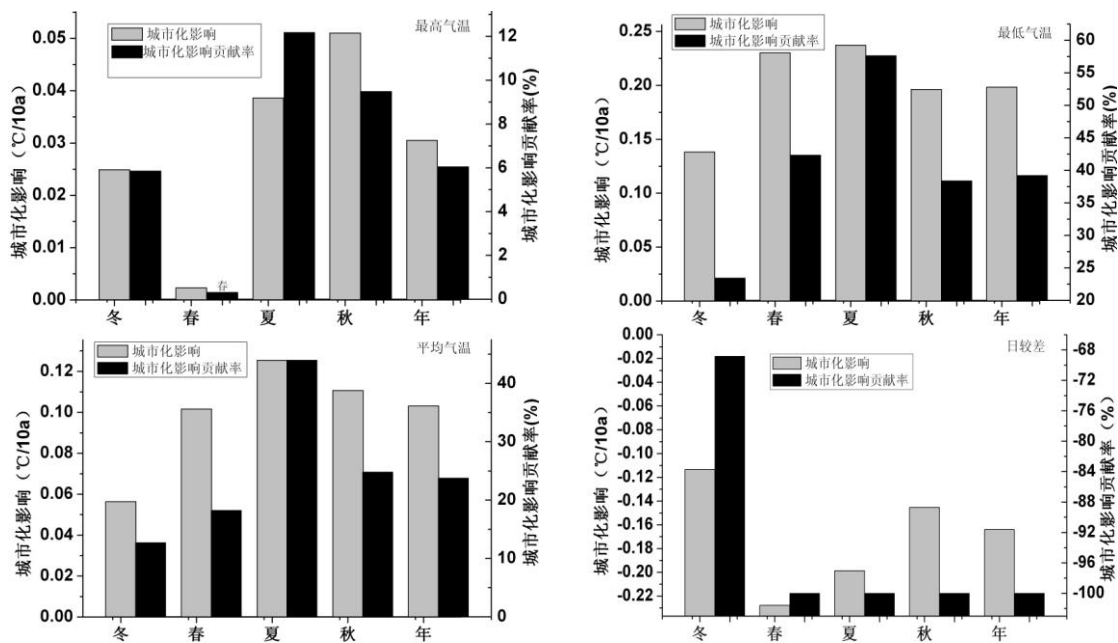 最高气温
城市化影响
城市化影响贡献率
城市化影响（℃/10a）
0.05
0.04
0.03
0.02
0.01
0.00
城市化影响贡献率(%)
12
10
8
6
4
2
0
春
冬 春 夏 秋 年
最低气温
城市化影响
城市化影响贡献率
城市化影响（℃/10a）
0.25
0.20
0.15
0.10
0.05
0.00
城市化影响贡献率(%)
60
55
50
45
40
35
30
25
20
冬 春 夏 秋 年
平均气温
城市化影响
城市化影响贡献率
城市化影响（℃/10a）
0.12
0.10
0.08
0.06
0.04
0.02
0.00
城市化影响贡献率(%)
40
30
20
10
0
冬 春 夏 秋 年
日较差
城市化影响
城市化影响贡献率
城市化影响（℃/10a）
0.00
-0.02
-0.04
-0.06
-0.08
-0.10
-0.12
-0.14
-0.16
-0.18
-0.20
-0.22
城市化影响贡献率（%）
-68
-72
-76
-80
-84
-88
-92
-96
-100
冬 春 夏 秋 年